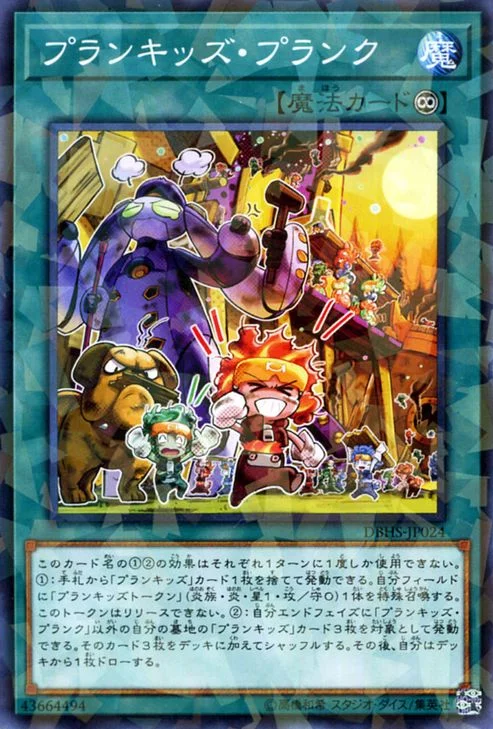 プランキッズ・プランク
魔
【魔法カード∞】
DBHS-JP024
このカード名の①②の効果はそれぞれ1ターンに1度しか使用できない。
①：手札から「プランキッズ」カード1枚を捨てて発動できる。自分フィールド
に「プランキッズトークン」（炎族・炎・星1・攻／守0）1体を特殊召喚する。
このトークンはリリースできない。②：自分エンドフェイズに「プランキッズ・
プランク」以外の自分の墓地の「プランキッズ」カード3枚を対象として発動
できる。そのカード3枚をデッキに加えてシャッフルする。その後、自分はデッ
キから1枚ドローする。
43664494
©高橋和希 スタジオ・ダイス/集英社